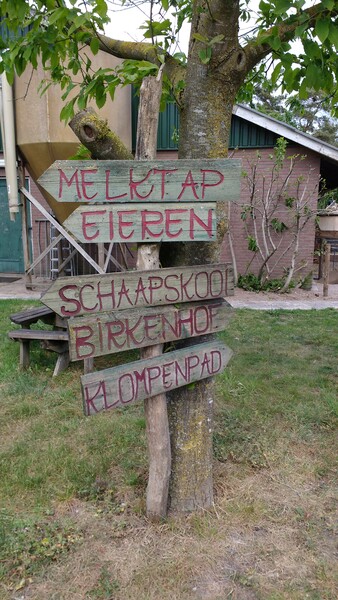 MELKTAP
EIEREN
SCHAAPSKOOI
BIRKENHOF
KLOMPENPAD